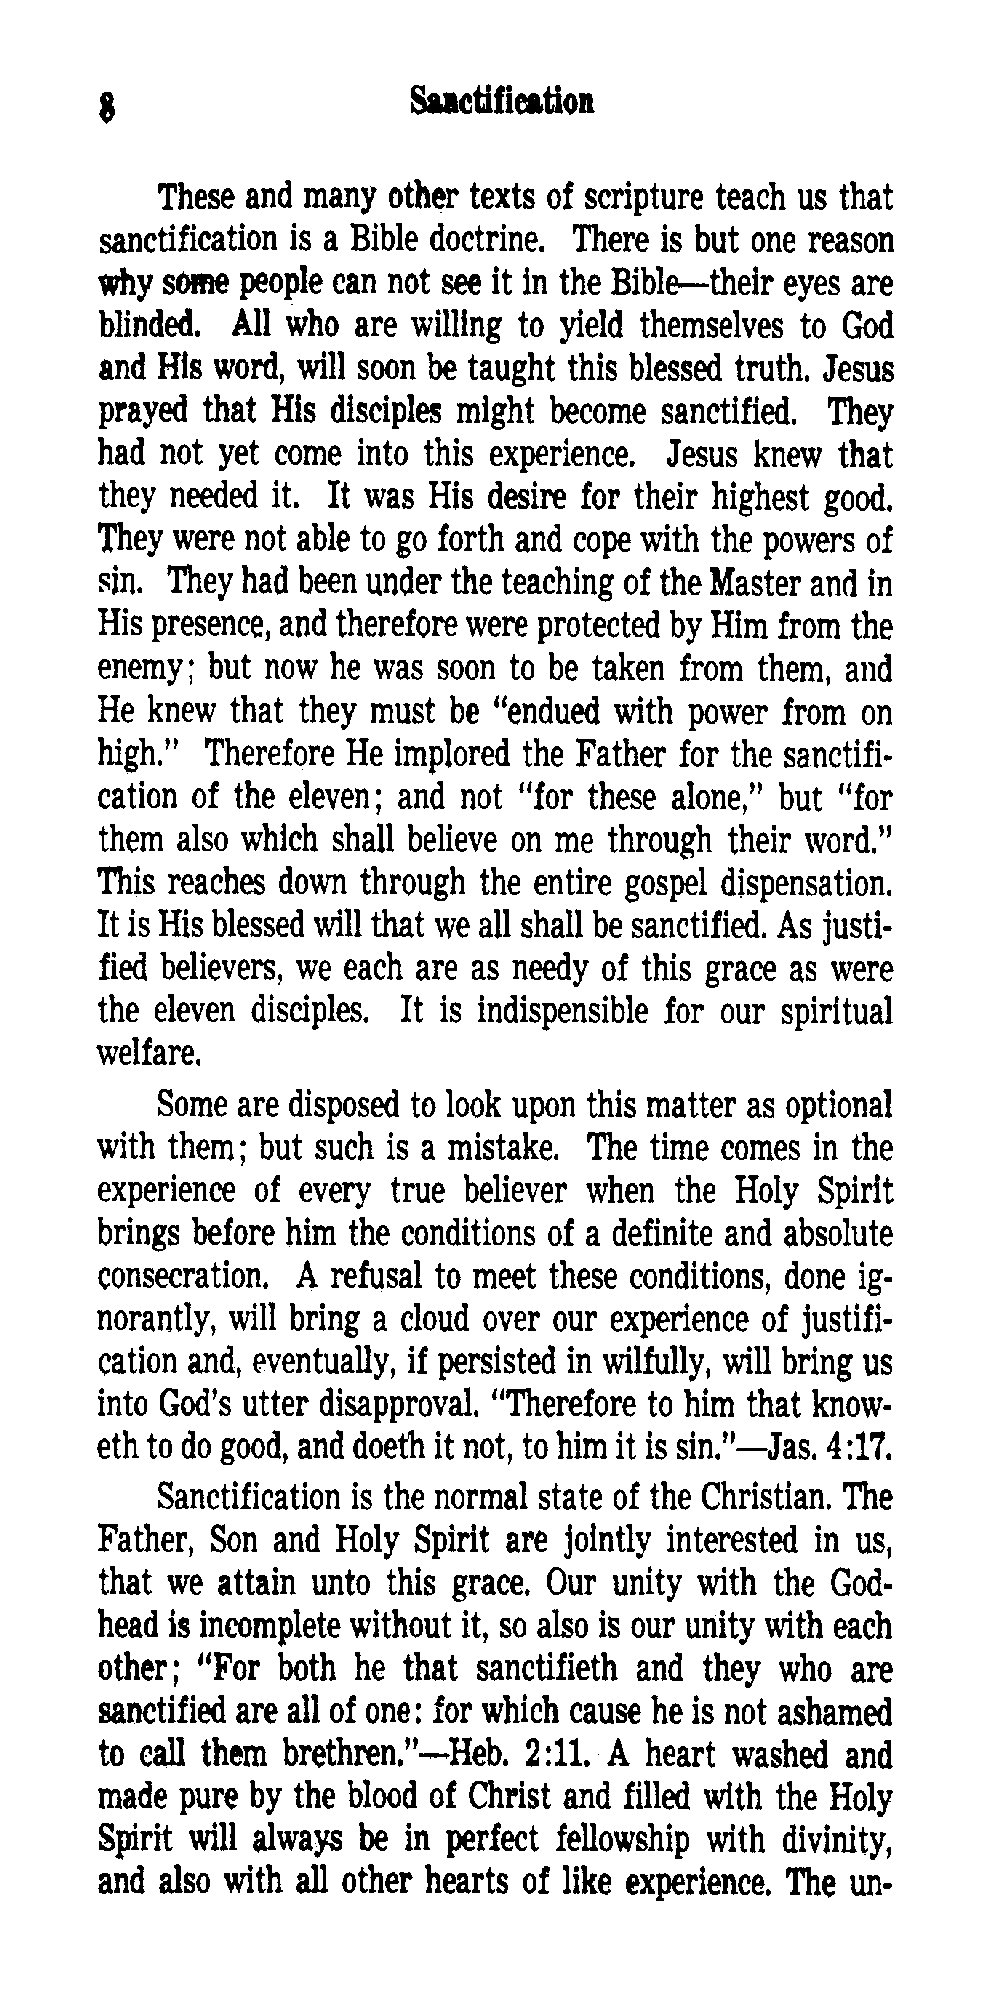 8 Sanctification
These and many other texts of scripture teach us that
sanctification is a Bible doctrine. There is but one reason
why some people can not see it in the Bible—their eyes are
blinded. All who are willing to yield themselves to God
and His word, will soon be taught this blessed truth. Jesus
prayed that His disciples might become sanctified. They
had not yet come into this experience. Jesus knew that
they needed it. It was His desire for their highest good.
They were not able to go forth and cope with the powers of
sin. They had been under the teaching of the Master and in
His presence, and therefore were protected by Him from the
enemy; but now he was soon to be taken from them, and
He knew that they must be “endued with power from on
high.” Therefore He implored the Father for the sanctifi-
cation of the eleven; and not “for these alone,” but “for
them also which shall believe on me through their word.”
This reaches down through the entire gospel dispensation.
It is His blessed will that we all shall be sanctified. As justi-
fied believers, we each are as needy of this grace as were
the eleven disciples. It is indispensible for our spiritual
welfare.
Some are disposed to look upon this matter as optional
with them; but such is a mistake. The time comes in the
experience of every true believer when the Holy Spirit
brings before him the conditions of a definite and absolute
consecration. A refusal to meet these conditions, done ig-
norantly, will bring a cloud over our experience of justifi-
cation and, eventually, if persisted in wilfully, will bring us
into God's utter disapproval. “Therefore to him that know-
eth to do good, and doeth it not, to him it is sin.”—Jas. 4:17.
Sanctification is the normal state of the Christian. The
Father, Son and Holy Spirit are jointly interested in us,
that we attain unto this grace. Our unity with the God-
head is incomplete without it, so also is our unity with each
other; “For both he that sanctifieth and they who are
sanctified are all of one: for which cause he is not ashamed
to call them brethren.”—Heb. 2:11. A heart washed and
made pure by the blood of Christ and filled with the Holy
Spirit will always be in perfect fellowship with divinity,
and also with all other hearts of like experience. The un-